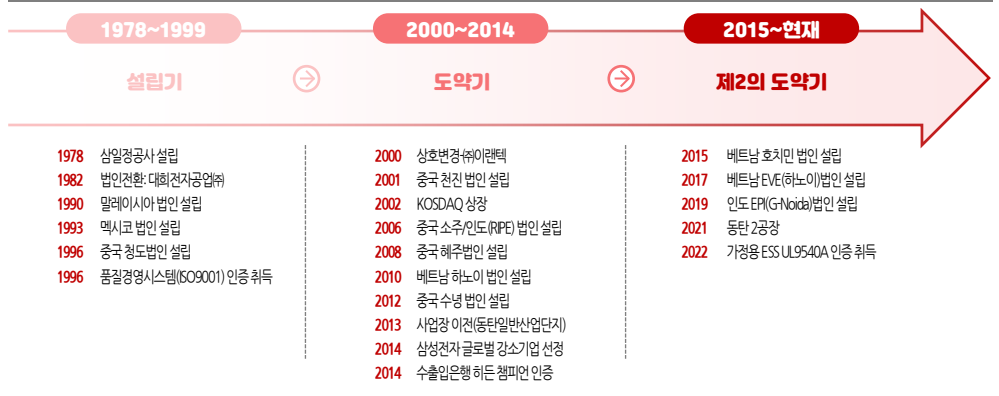 1978~1999
설립기
1978 삼일정공사 설립
1982 법인전환: 대희전자공업㈜
1990 말레이시아 법인 설립
1993 멕시코 법인 설립
1996 중국 청도법인 설립
1996 품질경영시스템(ISO9001) 인증 취득
2000~2014
도약기
2000 상호변경-㈜이랜텍
2001 중국 천진 법인 설립
2002 KOSDAQ 상장
2006 중국 소주/인도(RIPE) 법인 설립
2008 중국 혜주법인 설립
2010 베트남 하노이 법인 설립
2012 중국 수녕 법인 설립
2013 사업장 이전(동탄일반산업단지)
2014 삼성전자 글로벌 강소기업 선정
2014 수출입은행 히든 챔피언 인증
2015~현재
제2의 도약기
2015 베트남 호치민 법인 설립
2017 베트남 EVE(하노이)법인 설립
2019 인도 EPI(G-Noida)법인 설립
2021 동탄 2공장
2022 가정용 ESS UL9540A 인증 취득